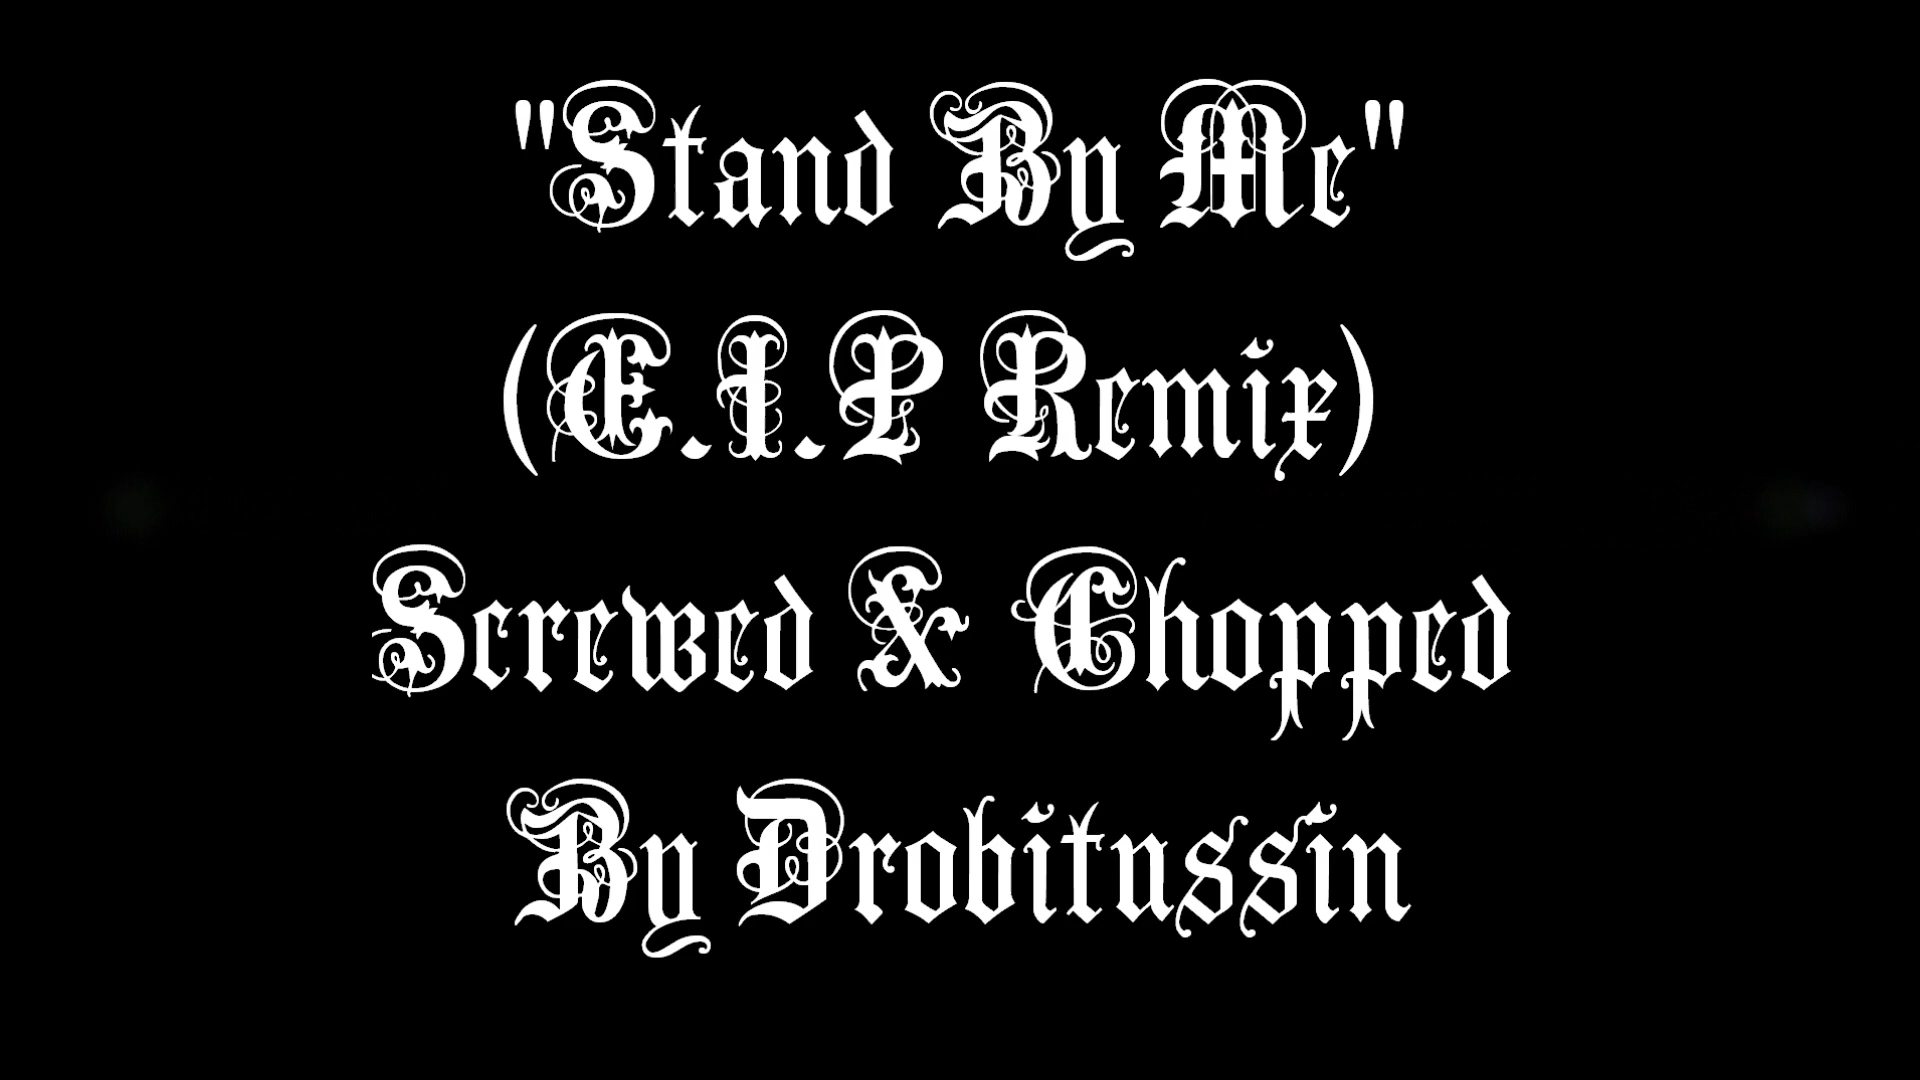 "Stand By Me"
(E.I.P Remix)
Screwed & Chopped
By Drobitussin